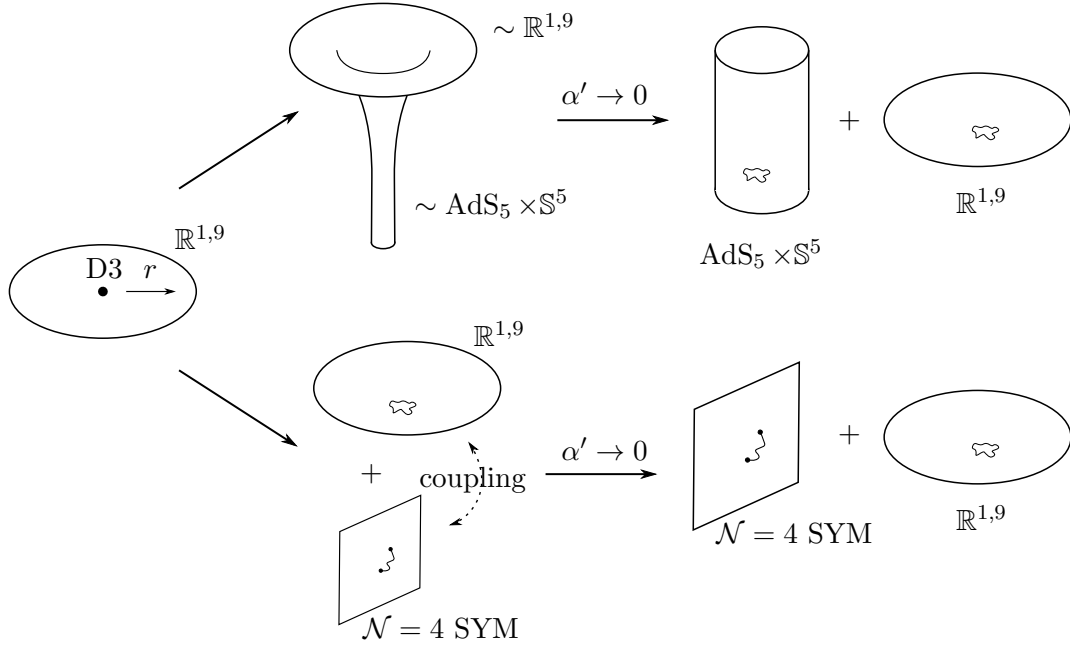 ∼ ℝ^{1,9}
α′ → 0
+
∼ AdS₅ ×𝕊⁵
ℝ^{1,9}
AdS₅ ×𝕊⁵
ℝ^{1,9}
D3
r
ℝ^{1,9}
+
coupling
α′ → 0
+
ℝ^{1,9}
𝒩 = 4 SYM
𝒩 = 4 SYM